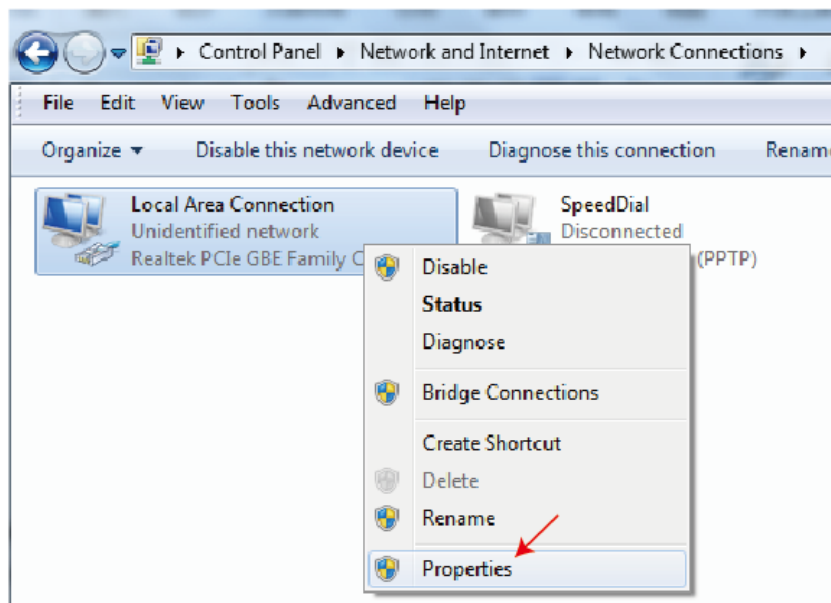 Control Panel Network and Internet Network Connections
File Edit View Tools Advanced Help
Organize Disable this network device Diagnose this connection Renam
Local Area Connection
Unidentified network
Realtek PCIe GBE Family C
SpeedDial
Disconnected
(PPTP)
Disable
Status
Diagnose
Bridge Connections
Create Shortcut
Delete
Rename
Properties